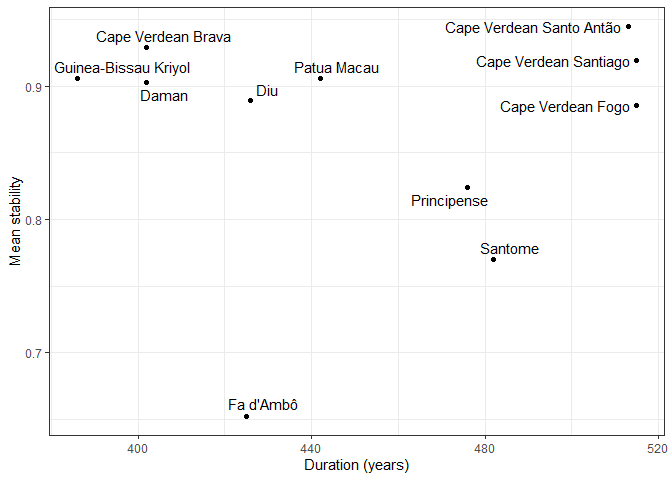 Cape Verdean Santo Antão
Cape Verdean Brava
Cape Verdean Santiago
Guinea-Bissau Kriyol
Patua Macau
Diu
Daman
Cape Verdean Fogo
Principense
Santome
Fa d'Ambô
0.9
0.8
0.7
Mean stability
400
440
480
520
Duration (years)